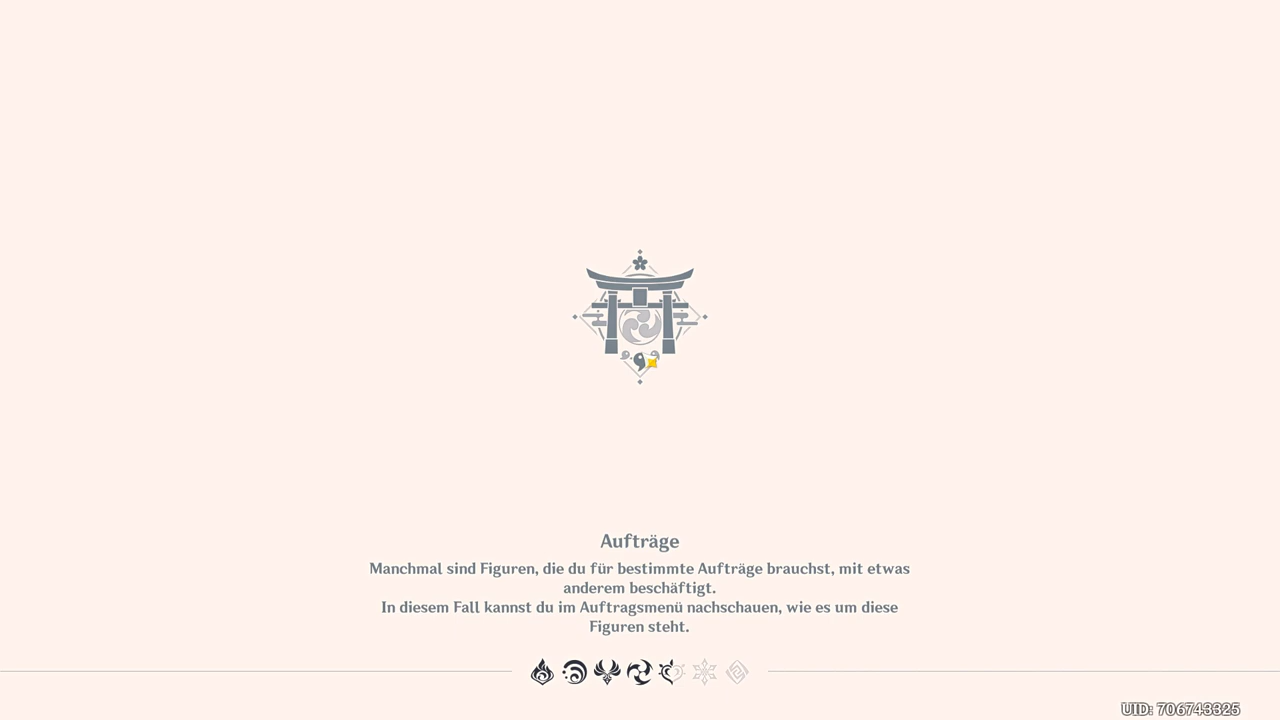 Aufträge
Manchmal sind Figuren, die du für bestimmte Aufträge brauchst, mit etwas
anderem beschäftigt.
In diesem Fall kannst du im Auftragsmenü nachschauen, wie es um diese
Figuren steht.
UID: 706743325